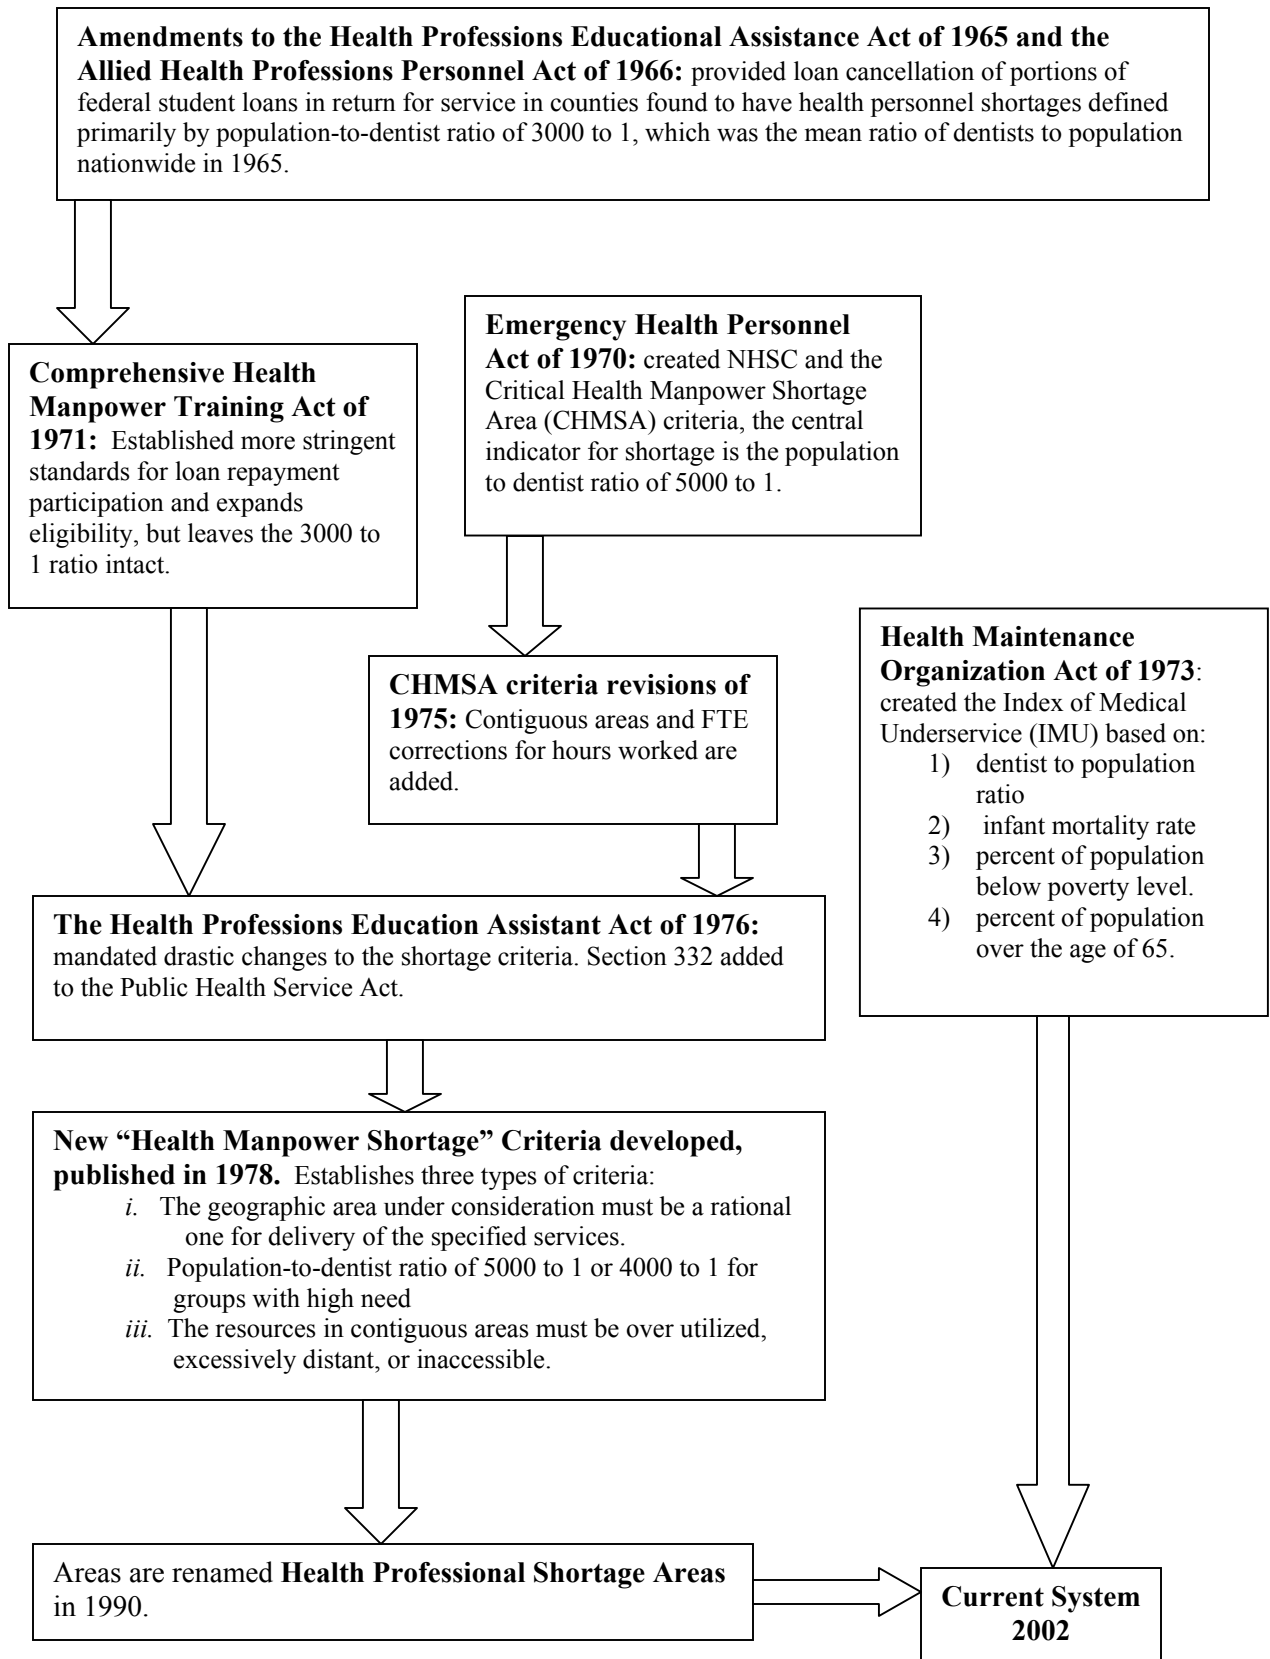 Amendments to the Health Professions Educational Assistance Act of 1965 and the
Allied Health Professions Personnel Act of 1966: provided loan cancellation of portions of
federal student loans in return for service in counties found to have health personnel shortages defined
primarily by population-to-dentist ratio of 3000 to 1, which was the mean ratio of dentists to population
nationwide in 1965.
Emergency Health Personnel
Act of 1970: created NHSC and the
Critical Health Manpower Shortage
Area (CHMSA) criteria, the central
indicator for shortage is the population
to dentist ratio of 5000 to 1.
Comprehensive Health
Manpower Training Act of
1971: Established more stringent
standards for loan repayment
participation and expands
eligibility, but leaves the 3000 to
1 ratio intact.
Health Maintenance
Organization Act of 1973:
created the Index of Medical
Underservice (IMU) based on:
1) dentist to population
ratio
2) infant mortality rate
3) percent of population
below poverty level.
4) percent of population
over the age of 65.
CHMSA criteria revisions of
1975: Contiguous areas and FTE
corrections for hours worked are
added.
The Health Professions Education Assistant Act of 1976:
mandated drastic changes to the shortage criteria. Section 332 added
to the Public Health Service Act.
New “Health Manpower Shortage” Criteria developed,
published in 1978. Establishes three types of criteria:
i. The geographic area under consideration must be a rational
one for delivery of the specified services.
ii. Population-to-dentist ratio of 5000 to 1 or 4000 to 1 for
groups with high need
iii. The resources in contiguous areas must be over utilized,
excessively distant, or inaccessible.
Areas are renamed Health Professional Shortage Areas
in 1990.
Current System
2002